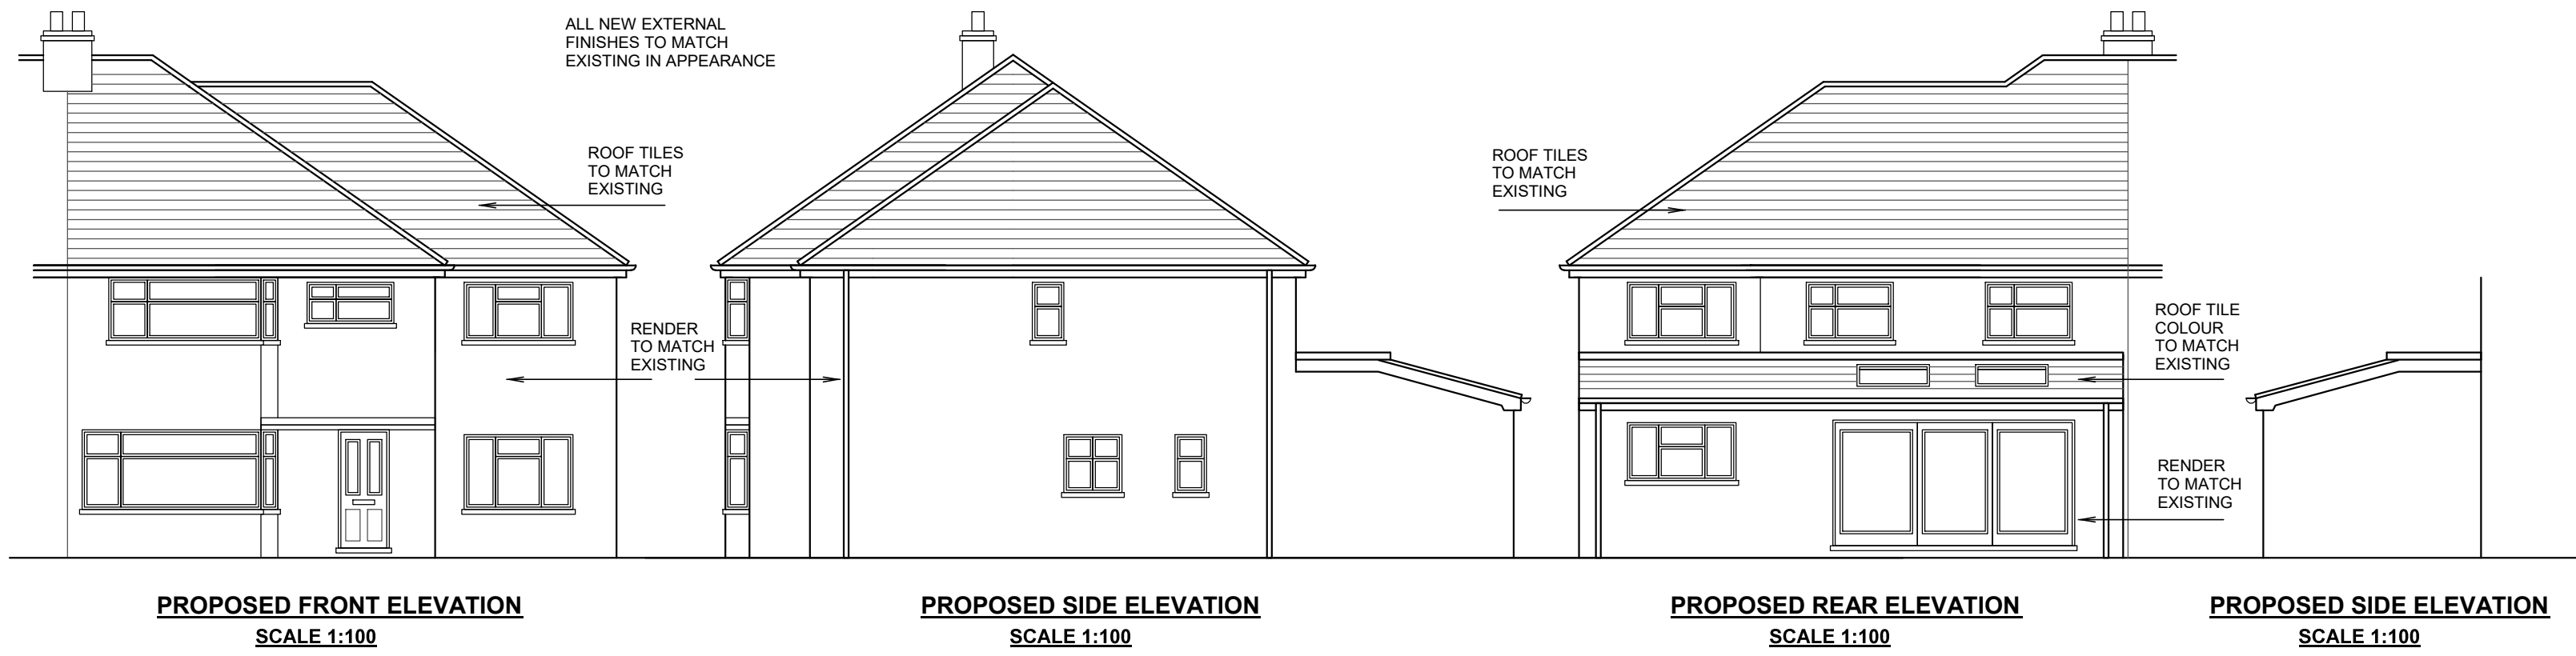 ALL NEW EXTERNAL
FINISHES TO MATCH
EXISTING IN APPEARANCE
ROOF TILES
TO MATCH
EXISTING
RENDER
TO MATCH
EXISTING
ROOF TILES
TO MATCH
EXISTING
ROOF TILE
COLOUR
TO MATCH
EXISTING
RENDER
TO MATCH
EXISTING
PROPOSED FRONT ELEVATION
SCALE 1:100
PROPOSED SIDE ELEVATION
SCALE 1:100
PROPOSED REAR ELEVATION
SCALE 1:100
PROPOSED SIDE ELEVATION
SCALE 1:100